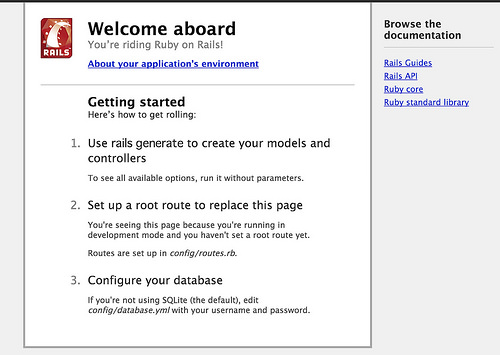 RAILS
Welcome aboard
You're riding Ruby on Rails!
About your application's environment
Getting started
Here's how to get rolling:
1. Use rails generate to create your models and
controllers
To see all available options, run it without parameters.
2. Set up a root route to replace this page
You're seeing this page because you're running in
development mode and you haven't set a root route yet.
Routes are set up in config/routes.rb.
3. Configure your database
If you're not using SQLite (the default), edit
config/database.yml with your username and password.
Browse the
documentation
Rails Guides
Rails API
Ruby core
Ruby standard library